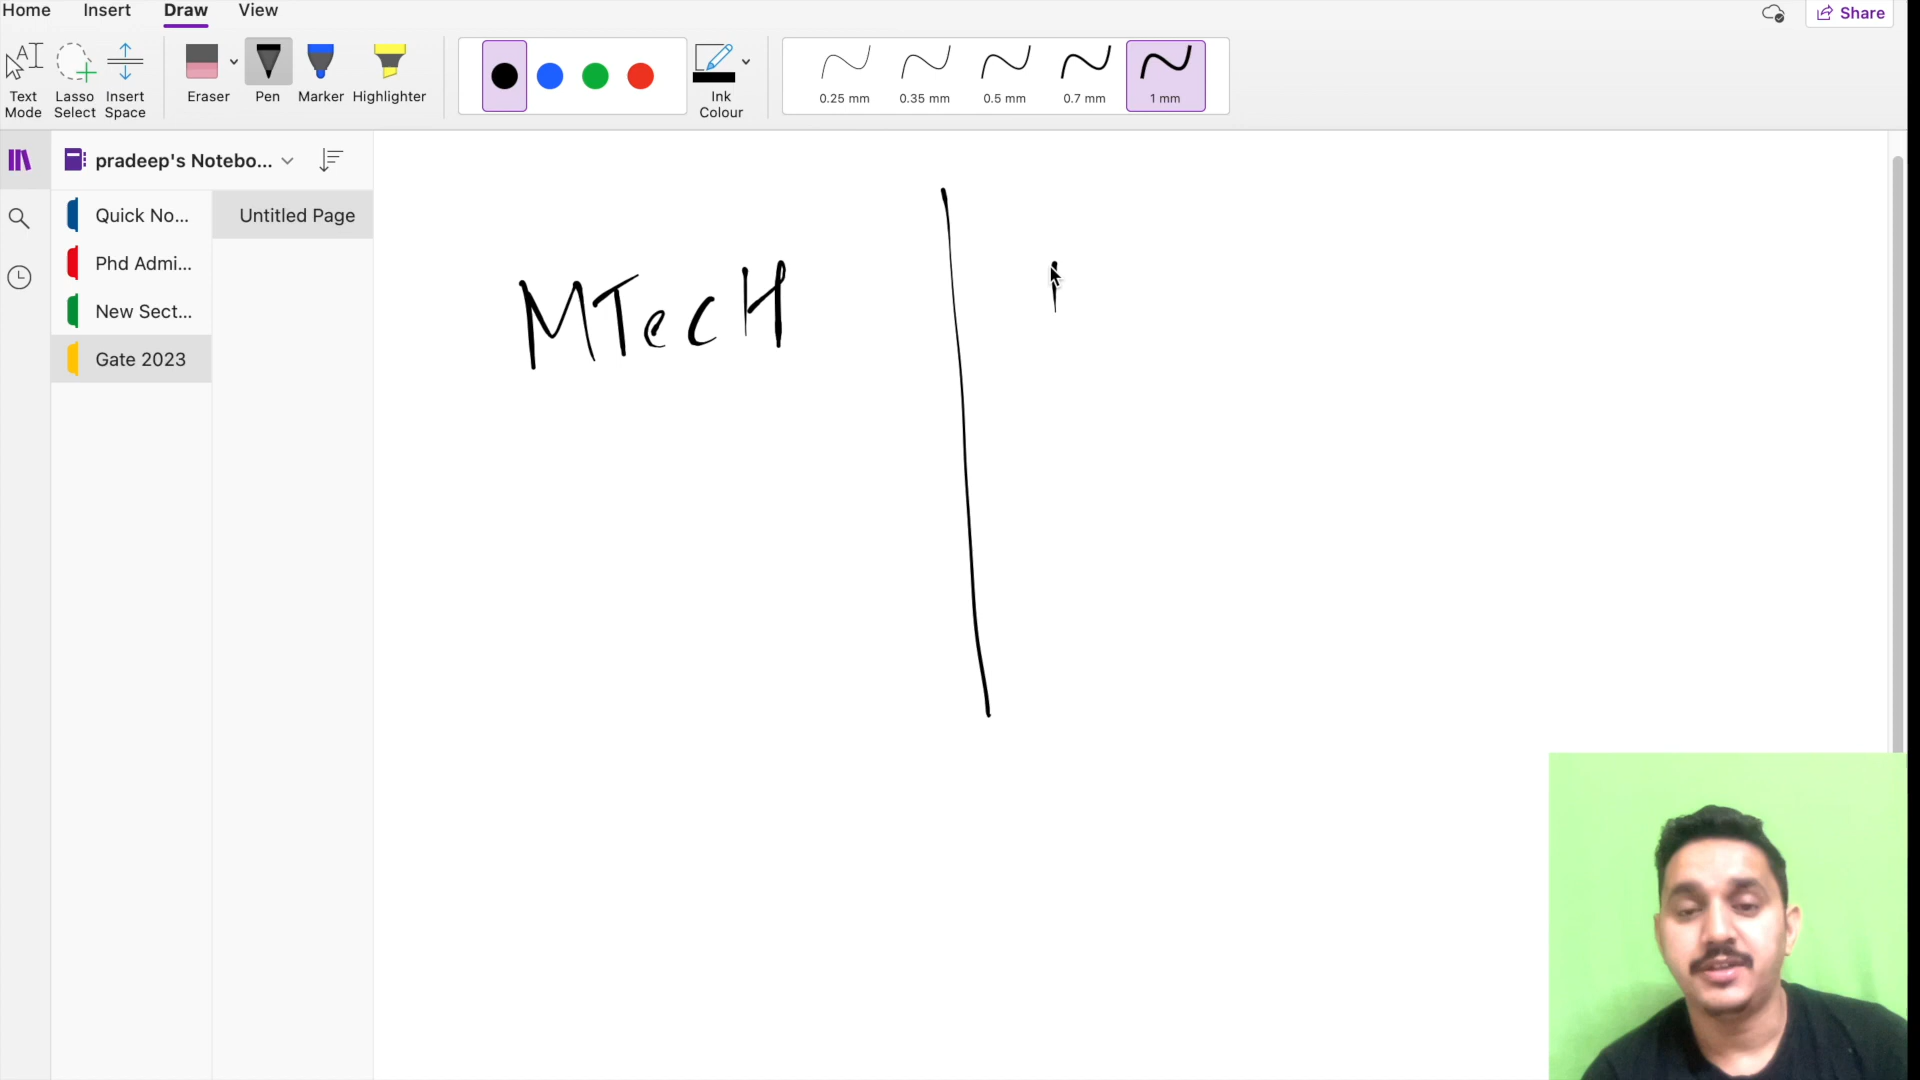 Home Insert Draw View Share
Text Mode
Lasso Select
Insert Space
Eraser
Pen
Marker
Highlighter
Ink Colour
0.25 mm
0.35 mm
0.5 mm
0.7 mm
1 mm
pradeep's Notebo...
Quick No...
Untitled Page
Phd Admi...
New Sect...
Gate 2023
MTecH